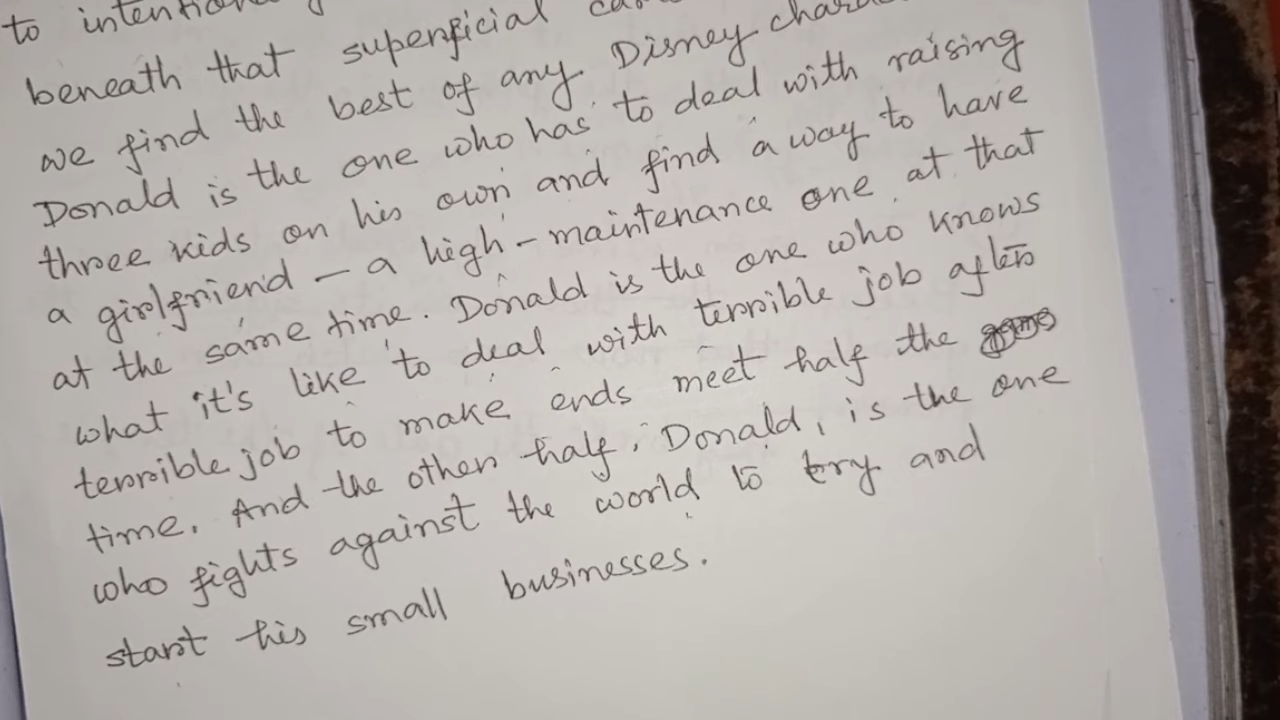 to intention
beneath that superficial
we find the best of any Disney
Donald is the one who has to deal with raising
three kids on his own and find a way to have
a girlfriend – a high-maintenance one at that
at the same time. Donald is the one who knows
what it's like to deal with terrible job after
terrible job to make ends meet half the
time. And the other half, Donald, is the one
who fights against the world to try and
start his small businesses.